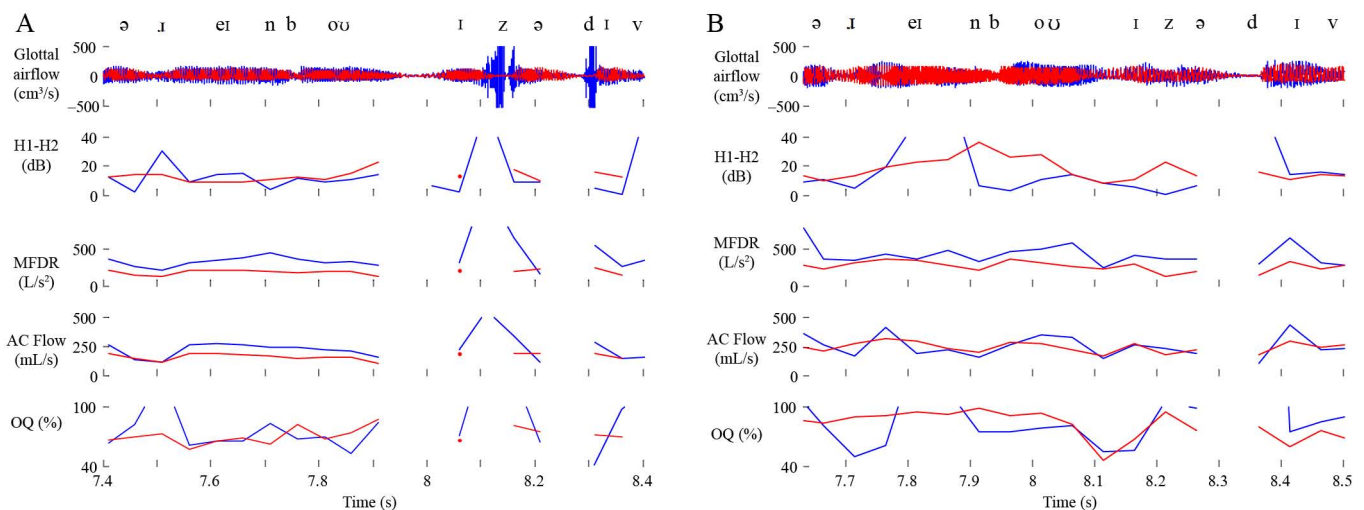 A
ə ɹ eɪ n b oʊ ɪ z ə d ɪ v
Glottal
airflow
(cm³/s)
500
0
–500
H1-H2
(dB)
40
20
0
MFDR
(L/s²)
500
0
AC Flow
(mL/s)
500
250
0
OQ (%)
100
40
7.4 7.6 7.8 8 8.2 8.4
Time (s)
B
ə ɹ eɪ n b o ʊ ɪ z ə d ɪ v
Glottal
airflow
(cm³/s)
500
0
–500
H1-H2
(dB)
40
20
0
MFDR
(L/s²)
500
0
AC Flow
(mL/s)
500
250
0
OQ (%)
100
40
7.7 7.8 7.9 8 8.1 8.2 8.3 8.4 8.5
Time (s)